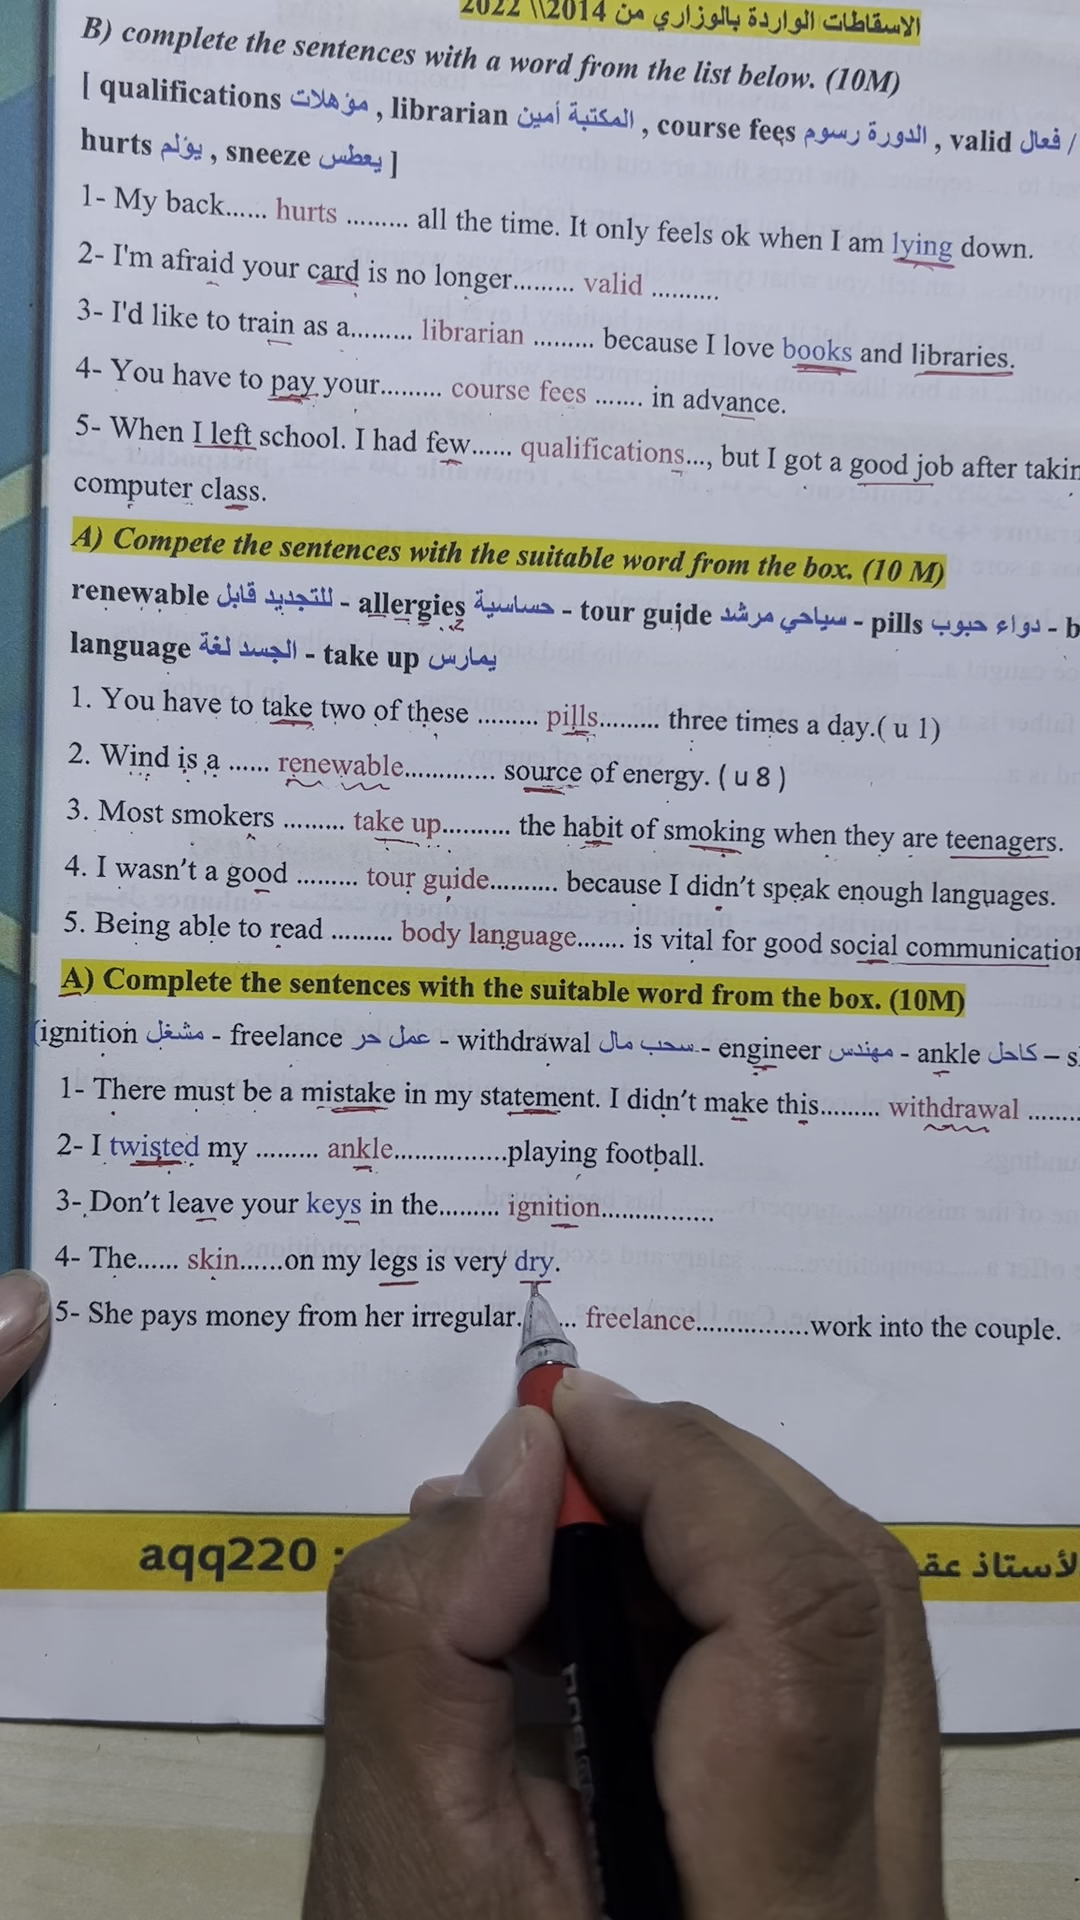 الاسقاطات الواردة بالوزاري من 2014\\ 2022
B) complete the sentences with a word from the list below. (10M)
[ qualifications مؤهلات , librarian المكتبة أمين , course fees الدورة رسوم , valid فعال /
hurts يؤلم , sneeze يعطس ]
1- My back...... hurts ......... all the time. It only feels ok when I am lying down.
2- I'm afraid your card is no longer......... valid ..........
3- I'd like to train as a......... librarian ......... because I love books and libraries.
4- You have to pay your......... course fees ....... in advance.
5- When I left school. I had few...... qualifications..., but I got a good job after takin
computer class.
A) Compete the sentences with the suitable word from the box. (10 M)
renewable للتجديد قابل - allergies حساسية - tour guide سياحي مرشد - pills دواء حبوب - b
language الجسد لغة - take up يمارس
1. You have to take two of these ......... pills......... three times a day.( u 1)
2. Wind is a ...... renewable............. source of energy. ( u 8 )
3. Most smokers ......... take up.......... the habit of smoking when they are teenagers.
4. I wasn't a good ......... tour guide.......... because I didn't speak enough languages.
5. Being able to read ......... body language....... is vital for good social communication
A) Complete the sentences with the suitable word from the box. (10M)
(ignition مشغل - freelance عمل حر - withdrawal سحب مال - engineer مهندس - ankle كاحل – s
1- There must be a mistake in my statement. I didn't make this......... withdrawal ........
2- I twisted my ......... ankle.................playing football.
3- Don't leave your keys in the......... ignition................
4- The...... skin......on my legs is very dry.
5- She pays money from her irregular. ... freelance................work into the couple.
aqq220 :
لأستاذ عق